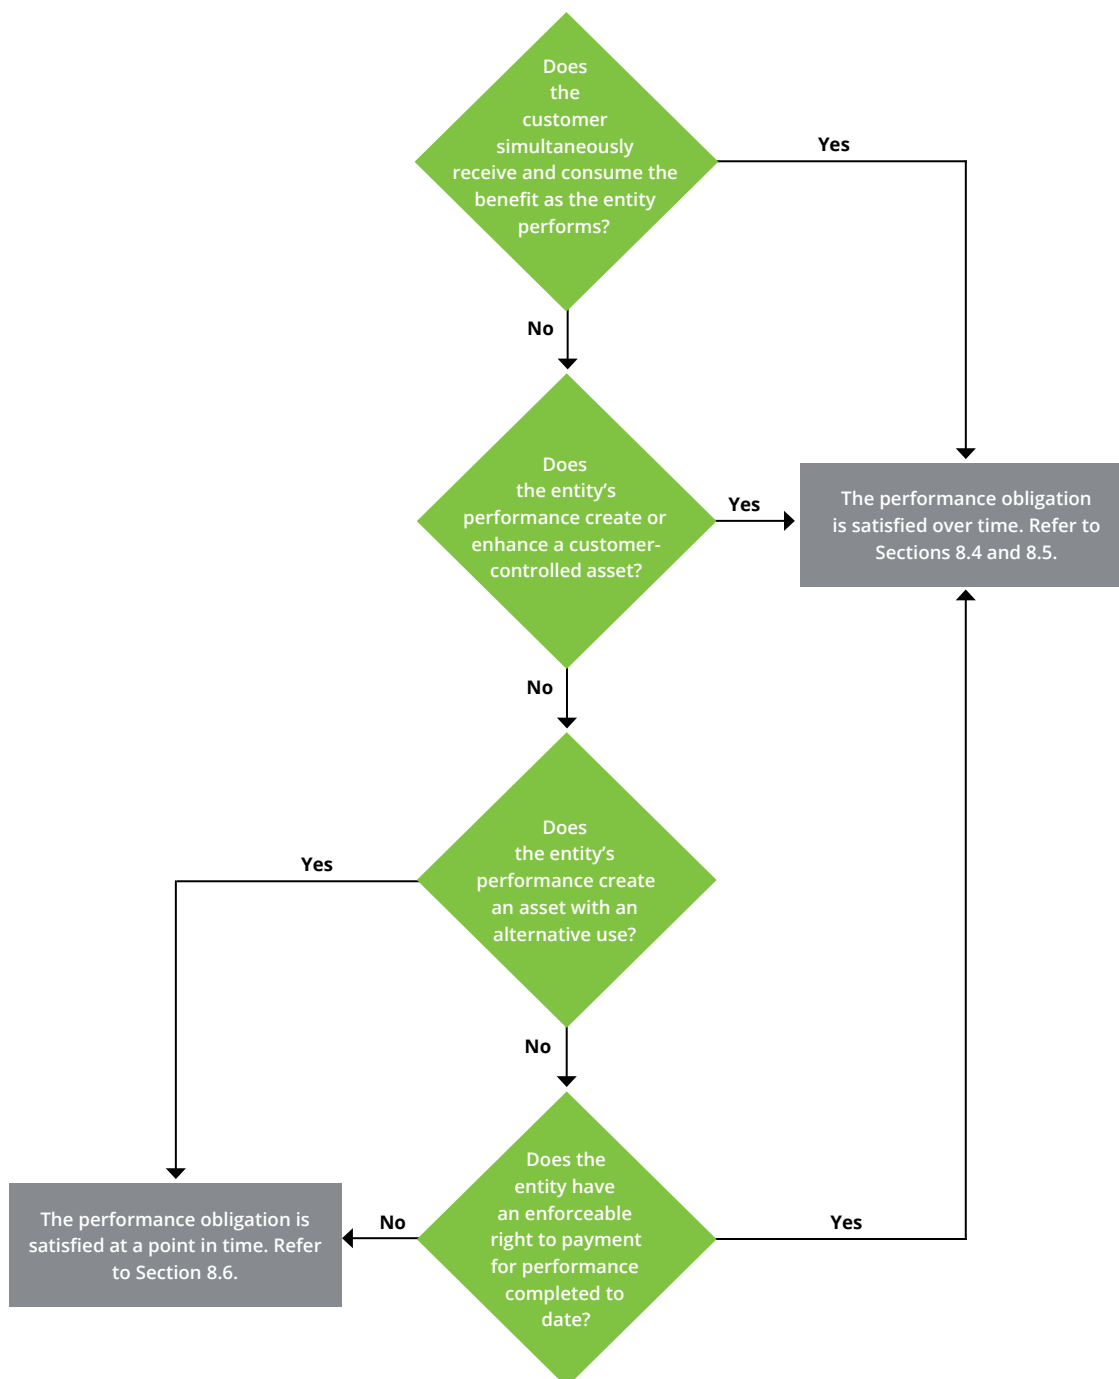 Does
the
customer
simultaneously
receive and consume the
benefit as the entity
performs?
Yes
No
Does
the entity’s
performance create or
enhance a customer-
controlled asset?
Yes
The performance obligation
is satisfied over time. Refer to
Sections 8.4 and 8.5.
No
Does
the entity’s
performance create
an asset with an
alternative use?
Yes
No
Does the
entity have
an enforceable
right to payment
for performance
completed to
date?
No
Yes
The performance obligation is
satisfied at a point in time. Refer
to Section 8.6.